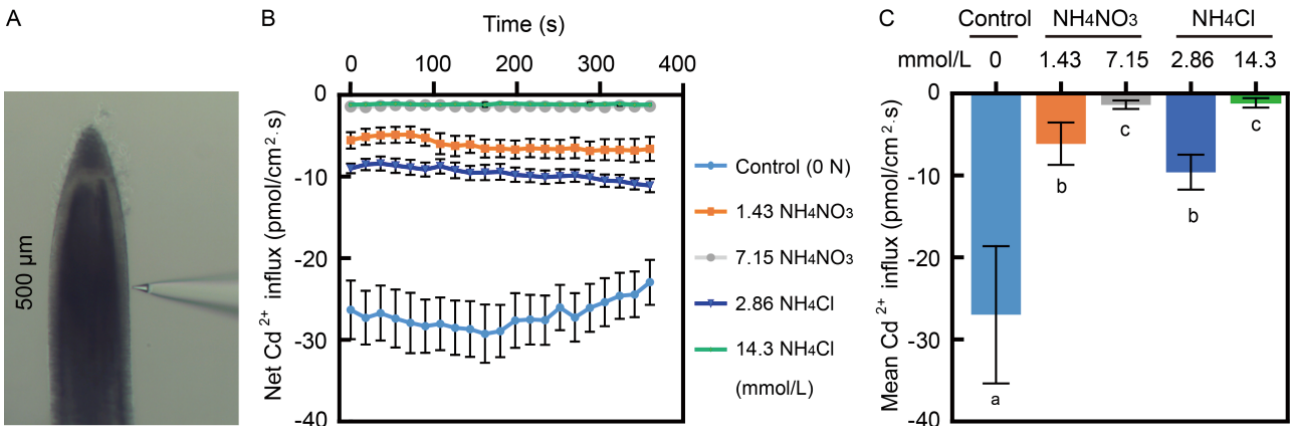 A
500 µm
B
Time (s)
0 100 200 300 400
0
-10
-20
-30
-40
Net Cd²⁺ influx (pmol/cm²·s)
Control (0 N)
1.43 NH₄NO₃
7.15 NH₄NO₃
2.86 NH₄Cl
14.3 NH₄Cl
(mmol/L)
C
Control NH₄NO₃ NH₄Cl
mmol/L 0 1.43 7.15 2.86 14.3
0
-10
-20
-30
-40
Mean Cd²⁺ influx (pmol/cm²·s)
a
b
c
b
c